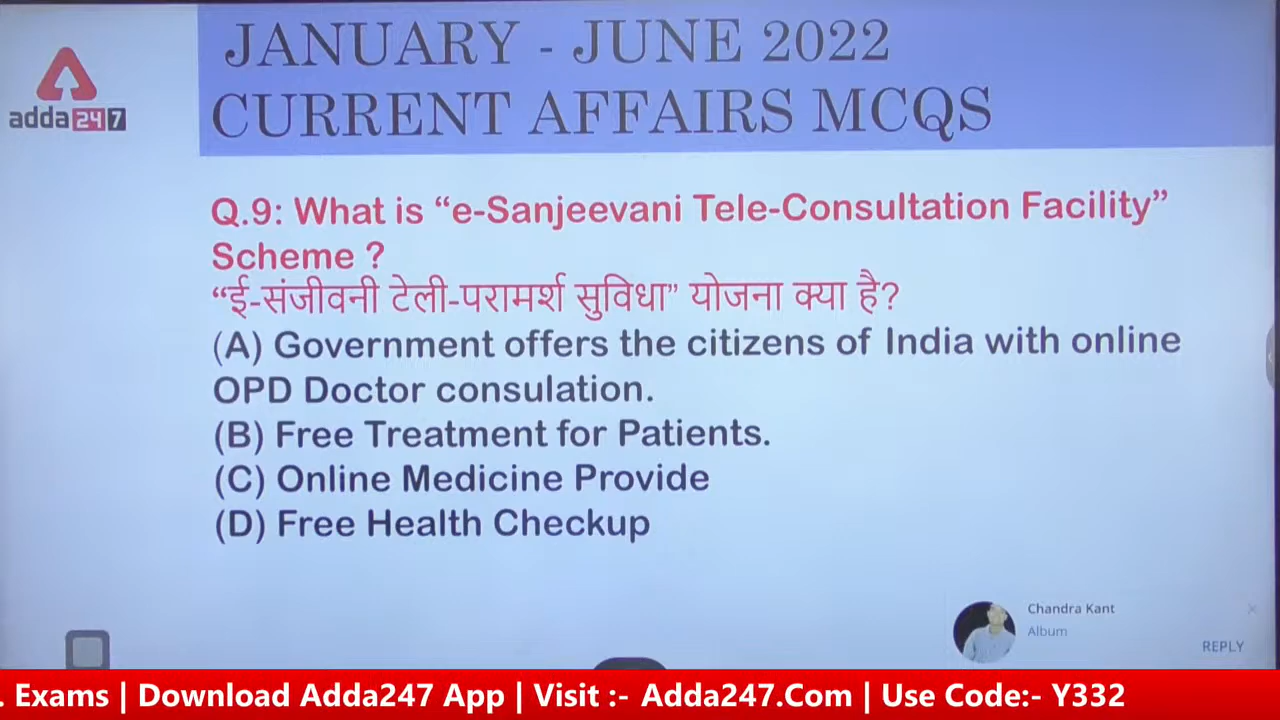 JANUARY - JUNE 2022
CURRENT AFFAIRS MCQS
adda247
Q.9: What is “e-Sanjeevani Tele-Consultation Facility”
Scheme ?
“ई-संजीवनी टेली-परामर्श सुविधा” योजना क्या है?
(A) Government offers the citizens of India with online
OPD Doctor consulation.
(B) Free Treatment for Patients.
(C) Online Medicine Provide
(D) Free Health Checkup
Chandra Kant
Album
REPLY
. Exams | Download Adda247 App | Visit :- Adda247.Com | Use Code:- Y332